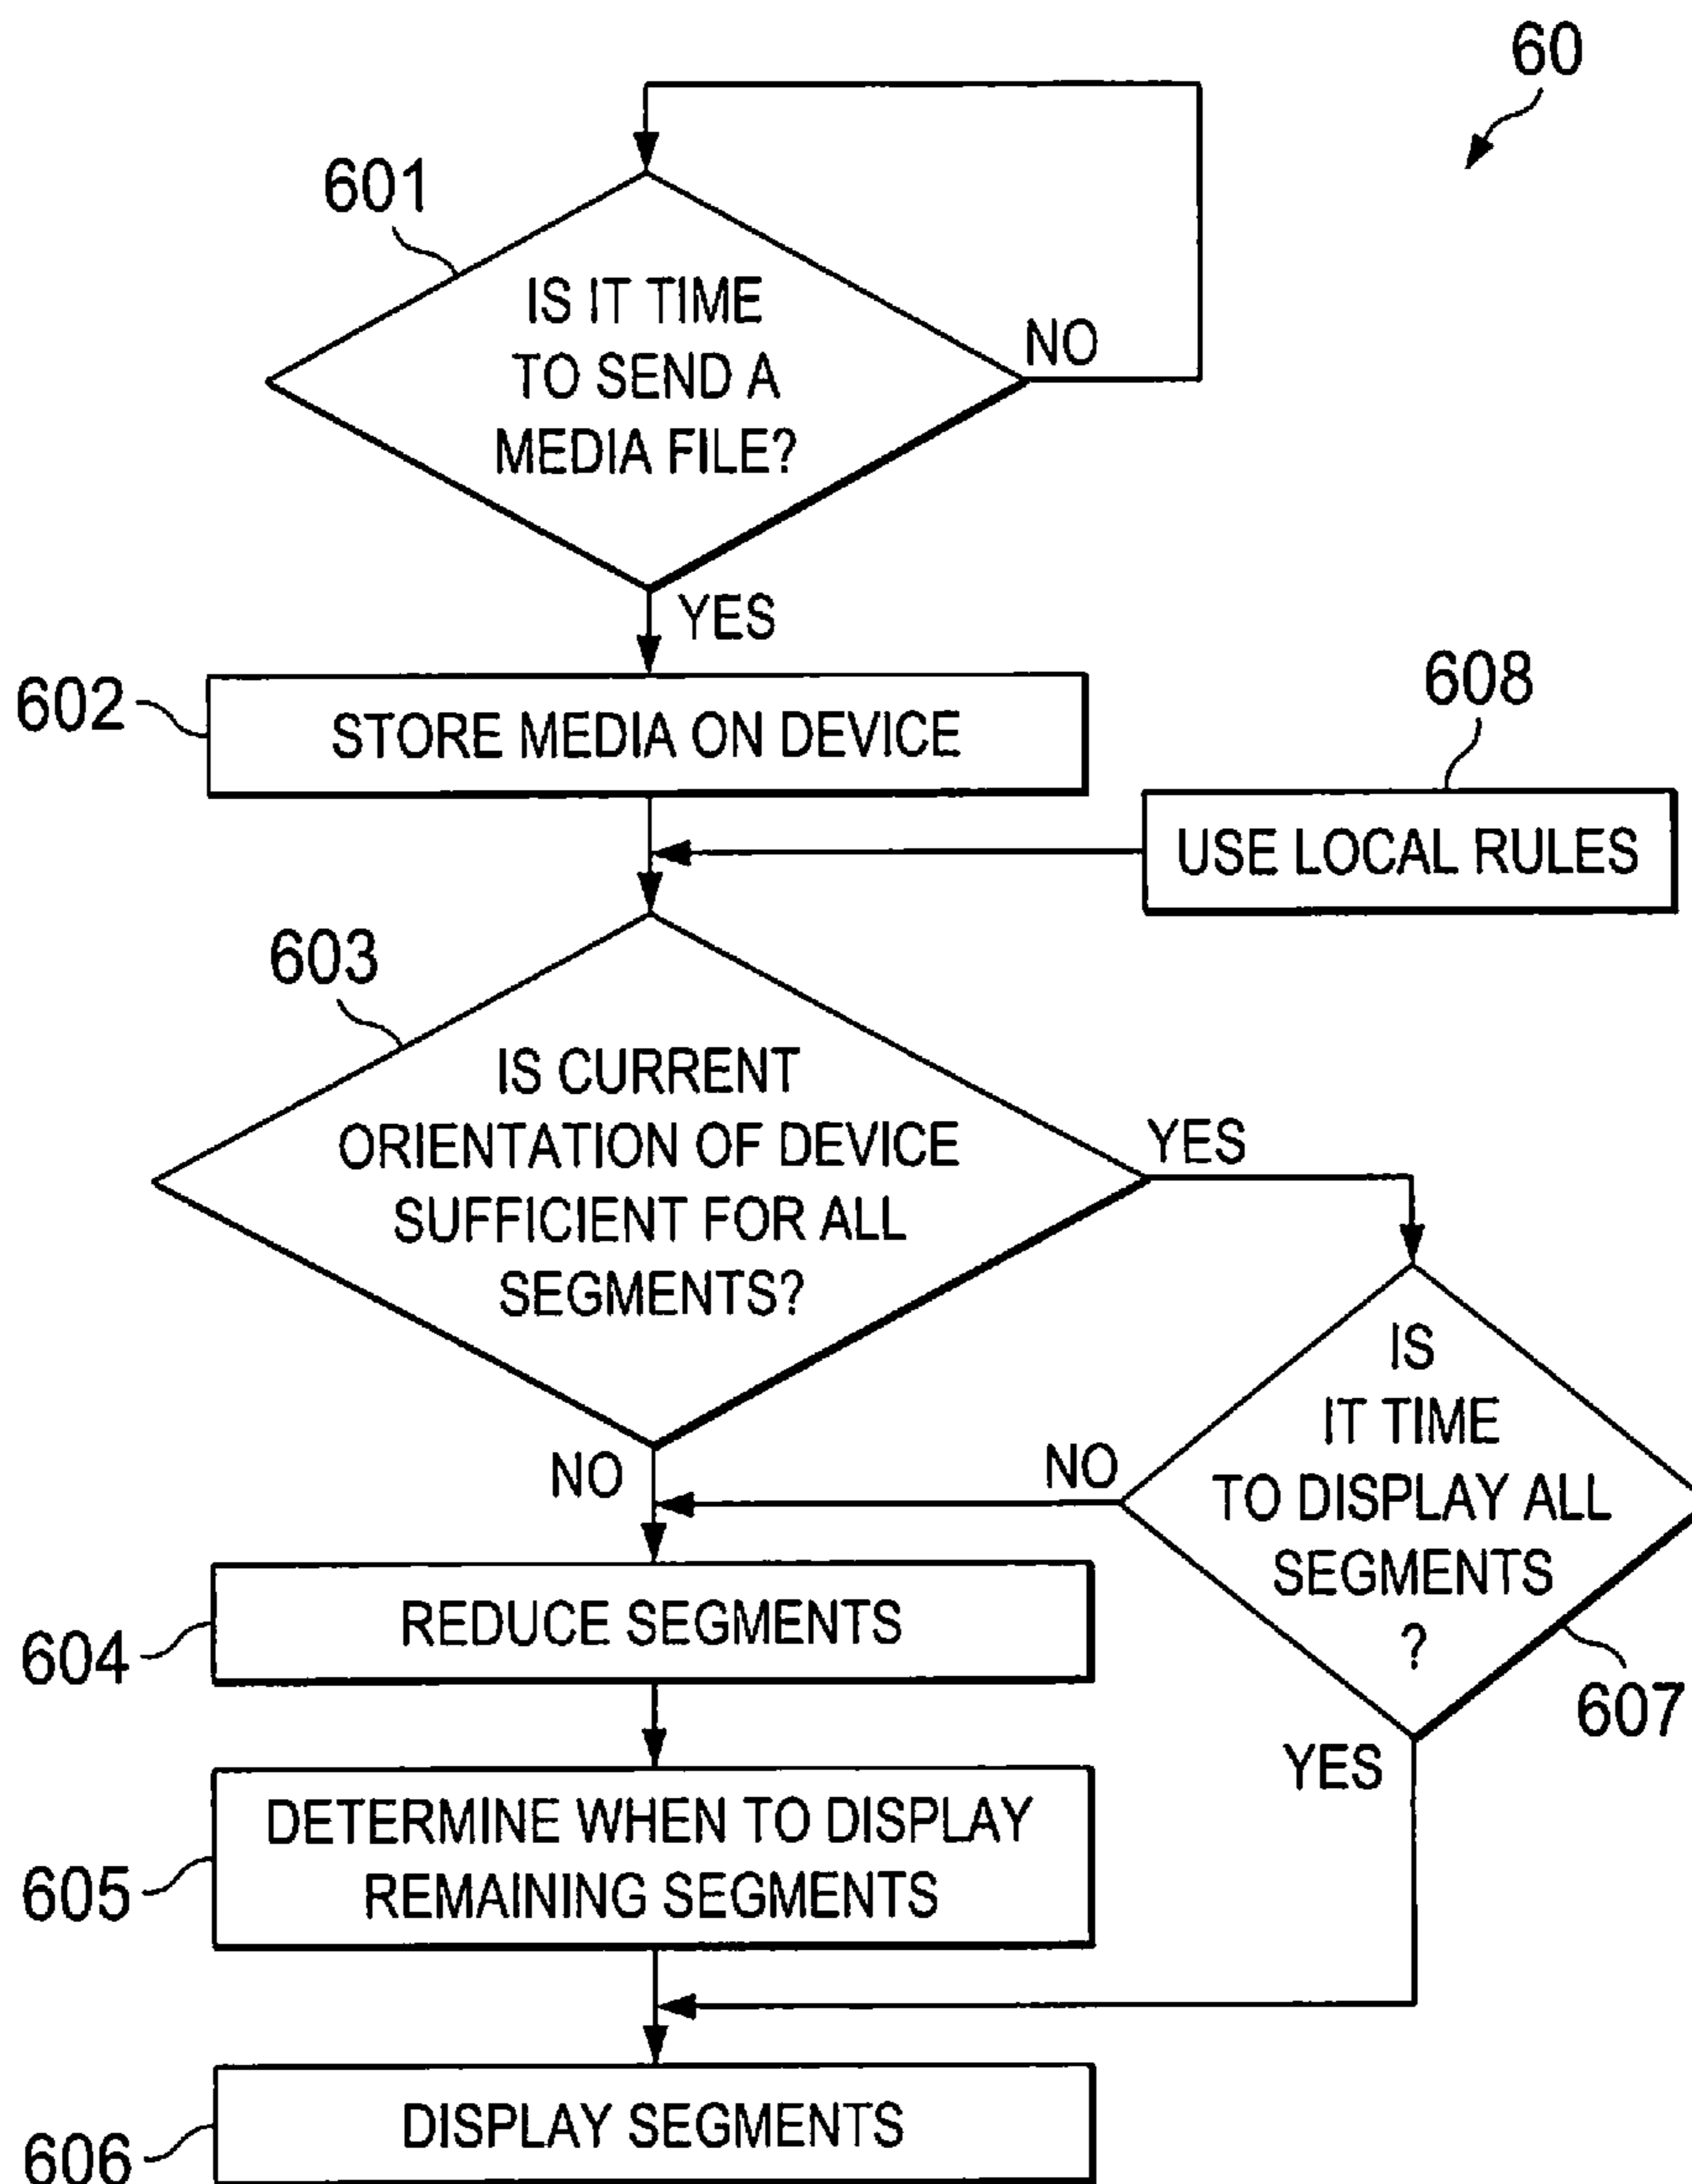 60
601
IS IT TIME
TO SEND A
MEDIA FILE?
NO
YES
602
STORE MEDIA ON DEVICE
608
USE LOCAL RULES
603
IS CURRENT
ORIENTATION OF DEVICE
SUFFICIENT FOR ALL
SEGMENTS?
YES
NO
IS
IT TIME
TO DISPLAY ALL
SEGMENTS
?
NO
607
YES
604
REDUCE SEGMENTS
605
DETERMINE WHEN TO DISPLAY
REMAINING SEGMENTS
606
DISPLAY SEGMENTS